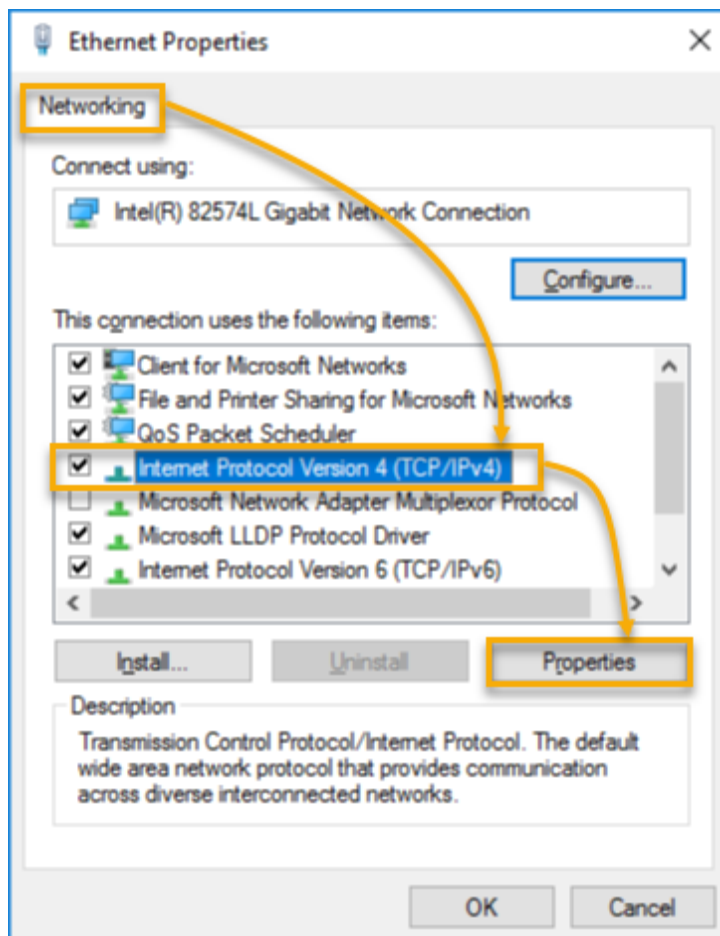 Ethernet Properties
Networking
Connect using:
Intel(R) 82574L Gigabit Network Connection
Configure...
This connection uses the following items:
Client for Microsoft Networks
File and Printer Sharing for Microsoft Networks
QoS Packet Scheduler
Internet Protocol Version 4 (TCP/IPv4)
Microsoft Network Adapter Multiplexor Protocol
Microsoft LLDP Protocol Driver
Internet Protocol Version 6 (TCP/IPv6)
Install...
Uninstall
Properties
Description
Transmission Control Protocol/Internet Protocol. The default
wide area network protocol that provides communication
across diverse interconnected networks.
OK
Cancel